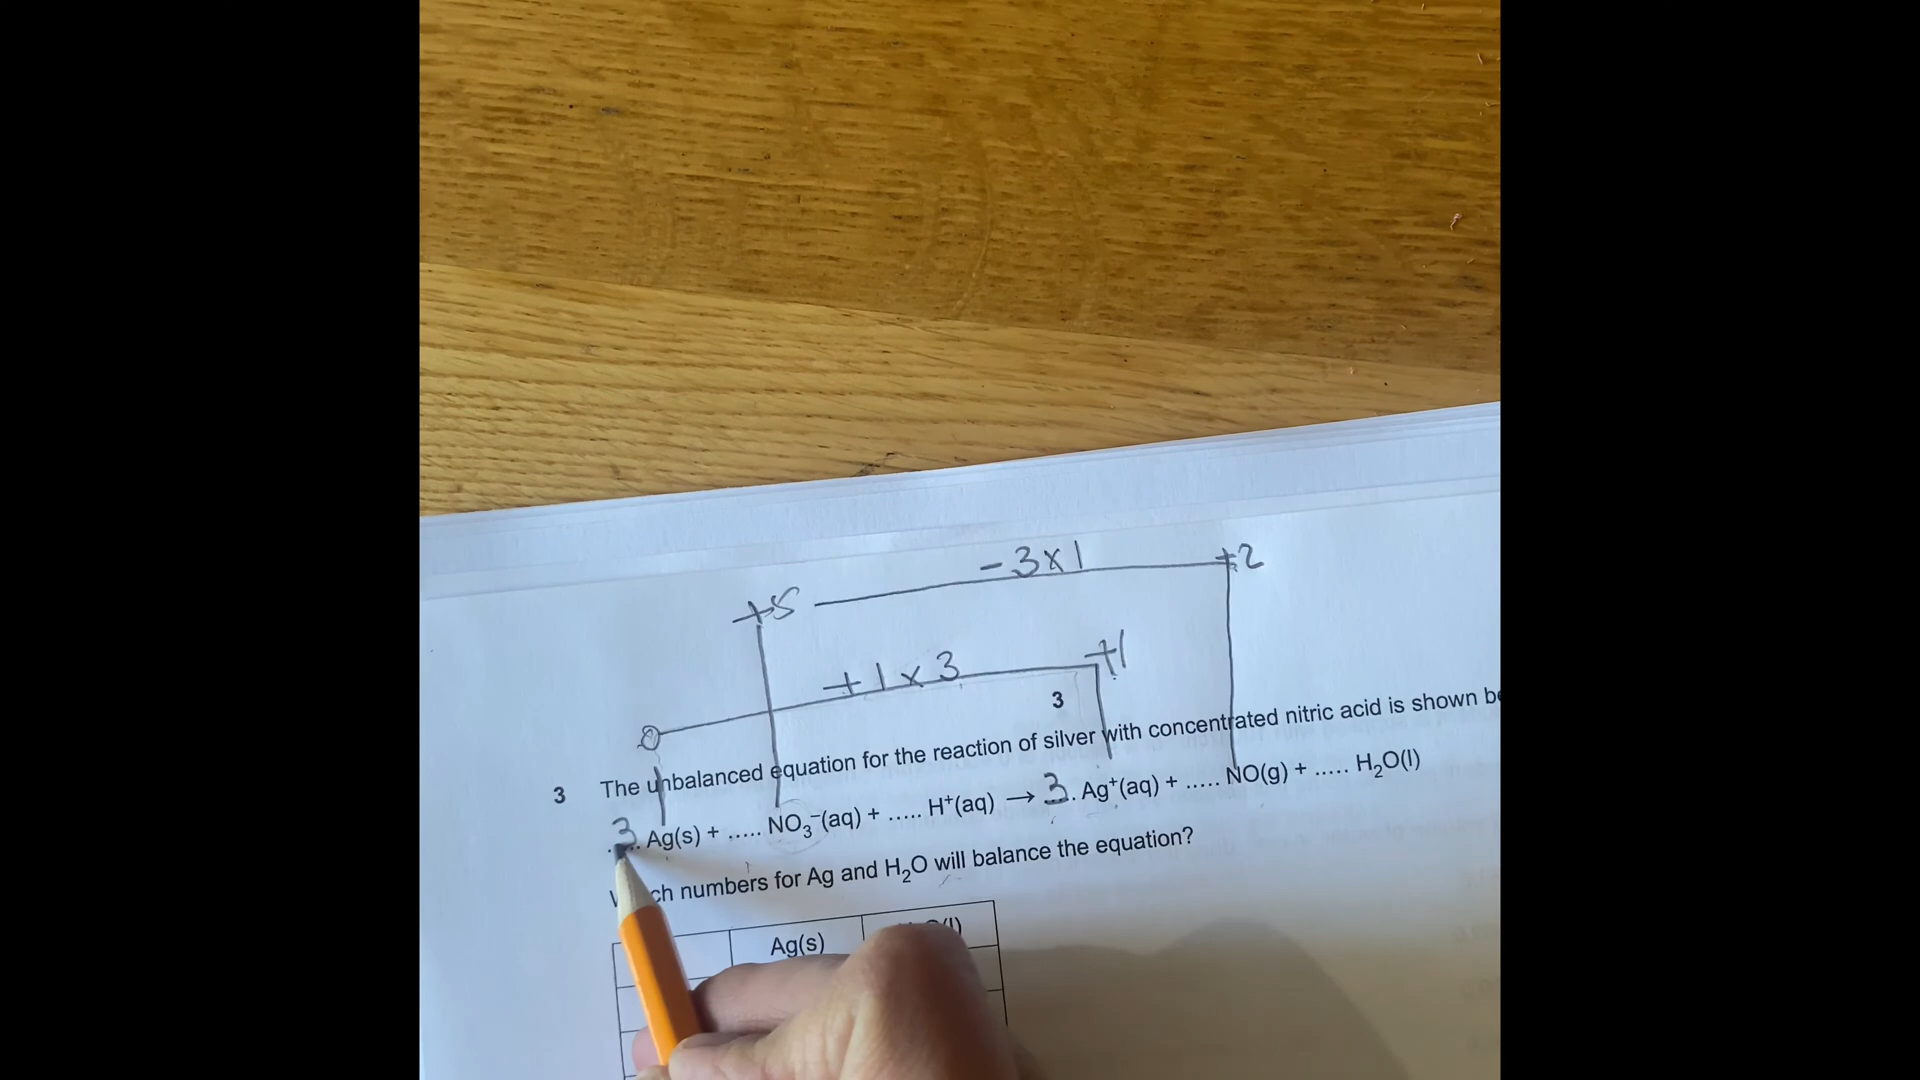 -3x1
+5
+2
+1x3
+1
0
3
3 The unbalanced equation for the reaction of silver with concentrated nitric acid is shown
3 Ag(s) + ..... NO₃⁻(aq) + ..... H⁺(aq) → 3 Ag⁺(aq) + ..... NO(g) + ..... H₂O(l)
numbers for Ag and H₂O will balance the equation?
Ag(s)